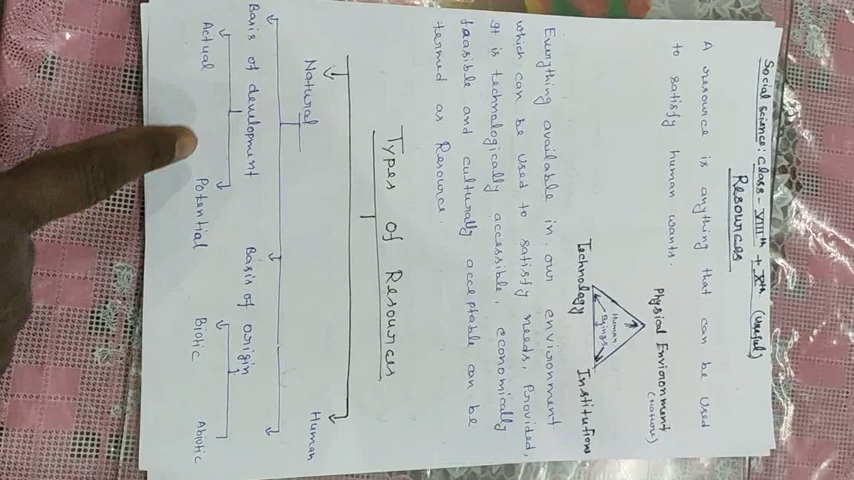 Social science: Class - VIIIth + Xth (Useful)
Resources
A resource is anything that can be used
to satisfy human wants.
Physical Environment
(Nature)
Human
Beings
Technology
Institutions
Everything available in our environment
which can be used to satisfy needs, Provided,
It is technologically accessible, economically
feasible and culturally acceptable can be
termed as Resource.
Types of Resources
Natural
Human
Basis of development
Basis of origin
Actual
Potential
Biotic
Abiotic